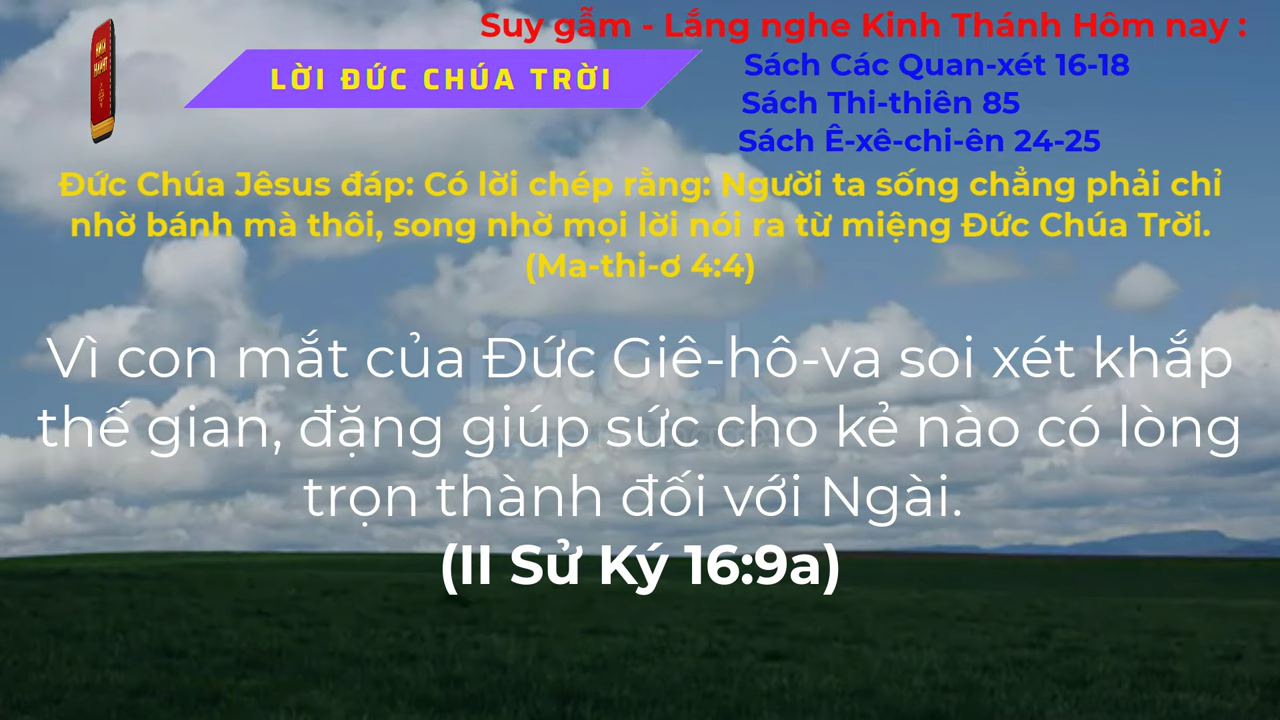 Suy gẫm - Lắng nghe Kinh Thánh Hôm nay :
LỜI ĐỨC CHÚA TRỜI
Sách Các Quan-xét 16-18
Sách Thi-thiên 85
Sách Ê-xê-chi-ên 24-25
Đức Chúa Jêsus đáp: Có lời chép rằng: Người ta sống chẳng phải chỉ
nhờ bánh mà thôi, song nhờ mọi lời nói ra từ miệng Đức Chúa Trời.
(Ma-thi-ơ 4:4)
iStock
Vì con mắt của Đức Giê-hô-va soi xét khắp
thế gian, đặng giúp sức cho kẻ nào có lòng
trọn thành đối với Ngài.
(II Sử Ký 16:9a)